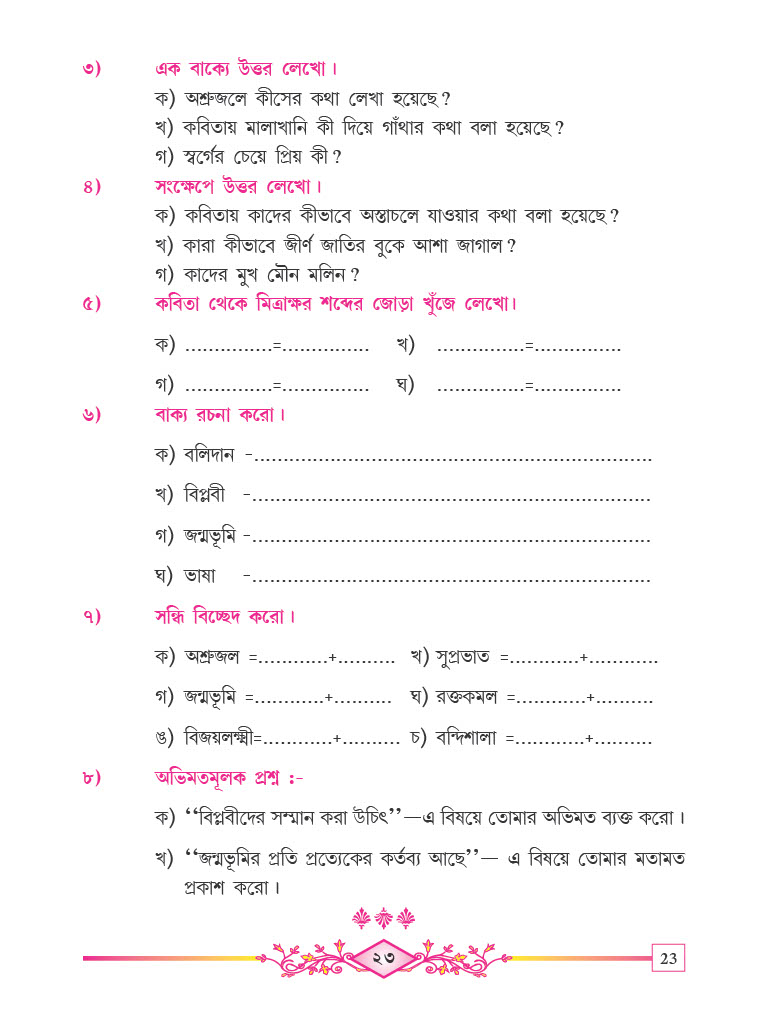 ৩) এক বাক্যে উত্তর লেখো।
ক) অশ্রুজলে কীসের কথা লেখা হয়েছে?
খ) কবিতায় মালাখানি কী দিয়ে গাঁথার কথা বলা হয়েছে?
গ) স্বর্গের চেয়ে প্রিয় কী?
৪) সংক্ষেপে উত্তর লেখো।
ক) কবিতায় কাদের কীভাবে অস্তাচলে যাওয়ার কথা বলা হয়েছে?
খ) কারা কীভাবে জীর্ণ জাতির বুকে আশা জাগাল?
গ) কাদের মুখ মৌন মলিন?
৫) কবিতা থেকে মিত্রাক্ষর শব্দের জোড়া খুঁজে লেখো।
ক) ...............=............... খ) ...............=...............
গ) ...............=............... ঘ) ...............=...............
৬) বাক্য রচনা করো।
ক) বলিদান -....................................................................
খ) বিপ্লবী -....................................................................
গ) জন্মভূমি -....................................................................
ঘ) ভাষা -....................................................................
৭) সন্ধি বিচ্ছেদ করো।
ক) অশ্রুজল =............+.......... খ) সুপ্রভাত =............+............
গ) জন্মভূমি =............+.......... ঘ) রক্তকমল =............+..........
ঙ) বিজয়লক্ষ্মী=............+.......... চ) বন্দিশালা =............+..........
৮) অভিমতমূলক প্রশ্ন :-
ক) ‘‘বিপ্লবীদের সম্মান করা উচিৎ’’—এ বিষয়ে তোমার অভিমত ব্যক্ত করো।
খ) ‘‘জন্মভূমির প্রতি প্রত্যেকের কর্তব্য আছে’’— এ বিষয়ে তোমার মতামত
প্রকাশ করো।
২৩
23